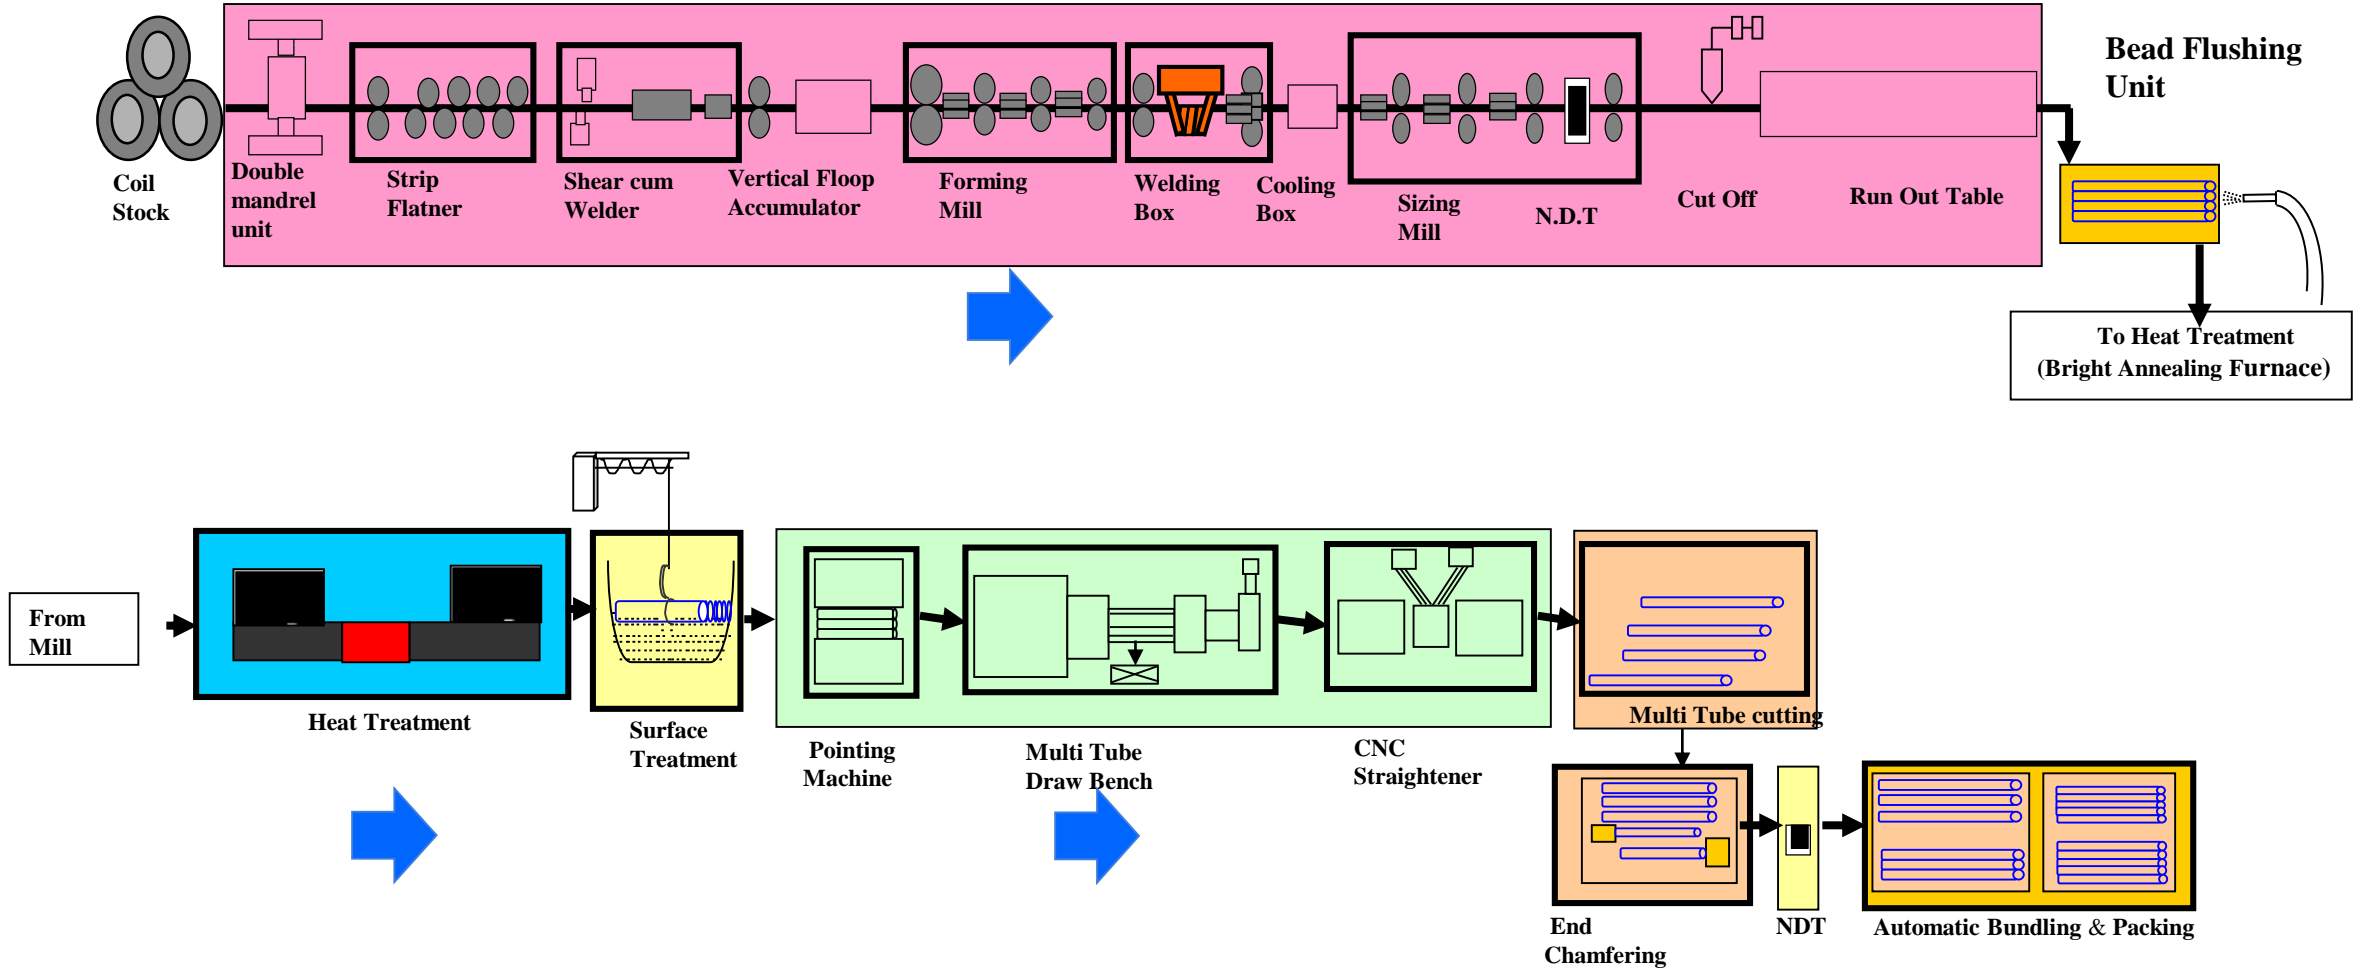 Bead Flushing
Unit
Coil
Stock
Double
mandrel
unit
Strip
Flatner
Shear cum
Welder
Vertical Floop
Accumulator
Forming
Mill
Welding
Box
Cooling
Box
Sizing
Mill
N.D.T
Cut Off
Run Out Table
To Heat Treatment
(Bright Annealing Furnace)
From
Mill
Heat Treatment
Surface
Treatment
Pointing
Machine
Multi Tube
Draw Bench
CNC
Straightener
Multi Tube cutting
End
Chamfering
NDT
Automatic Bundling & Packing